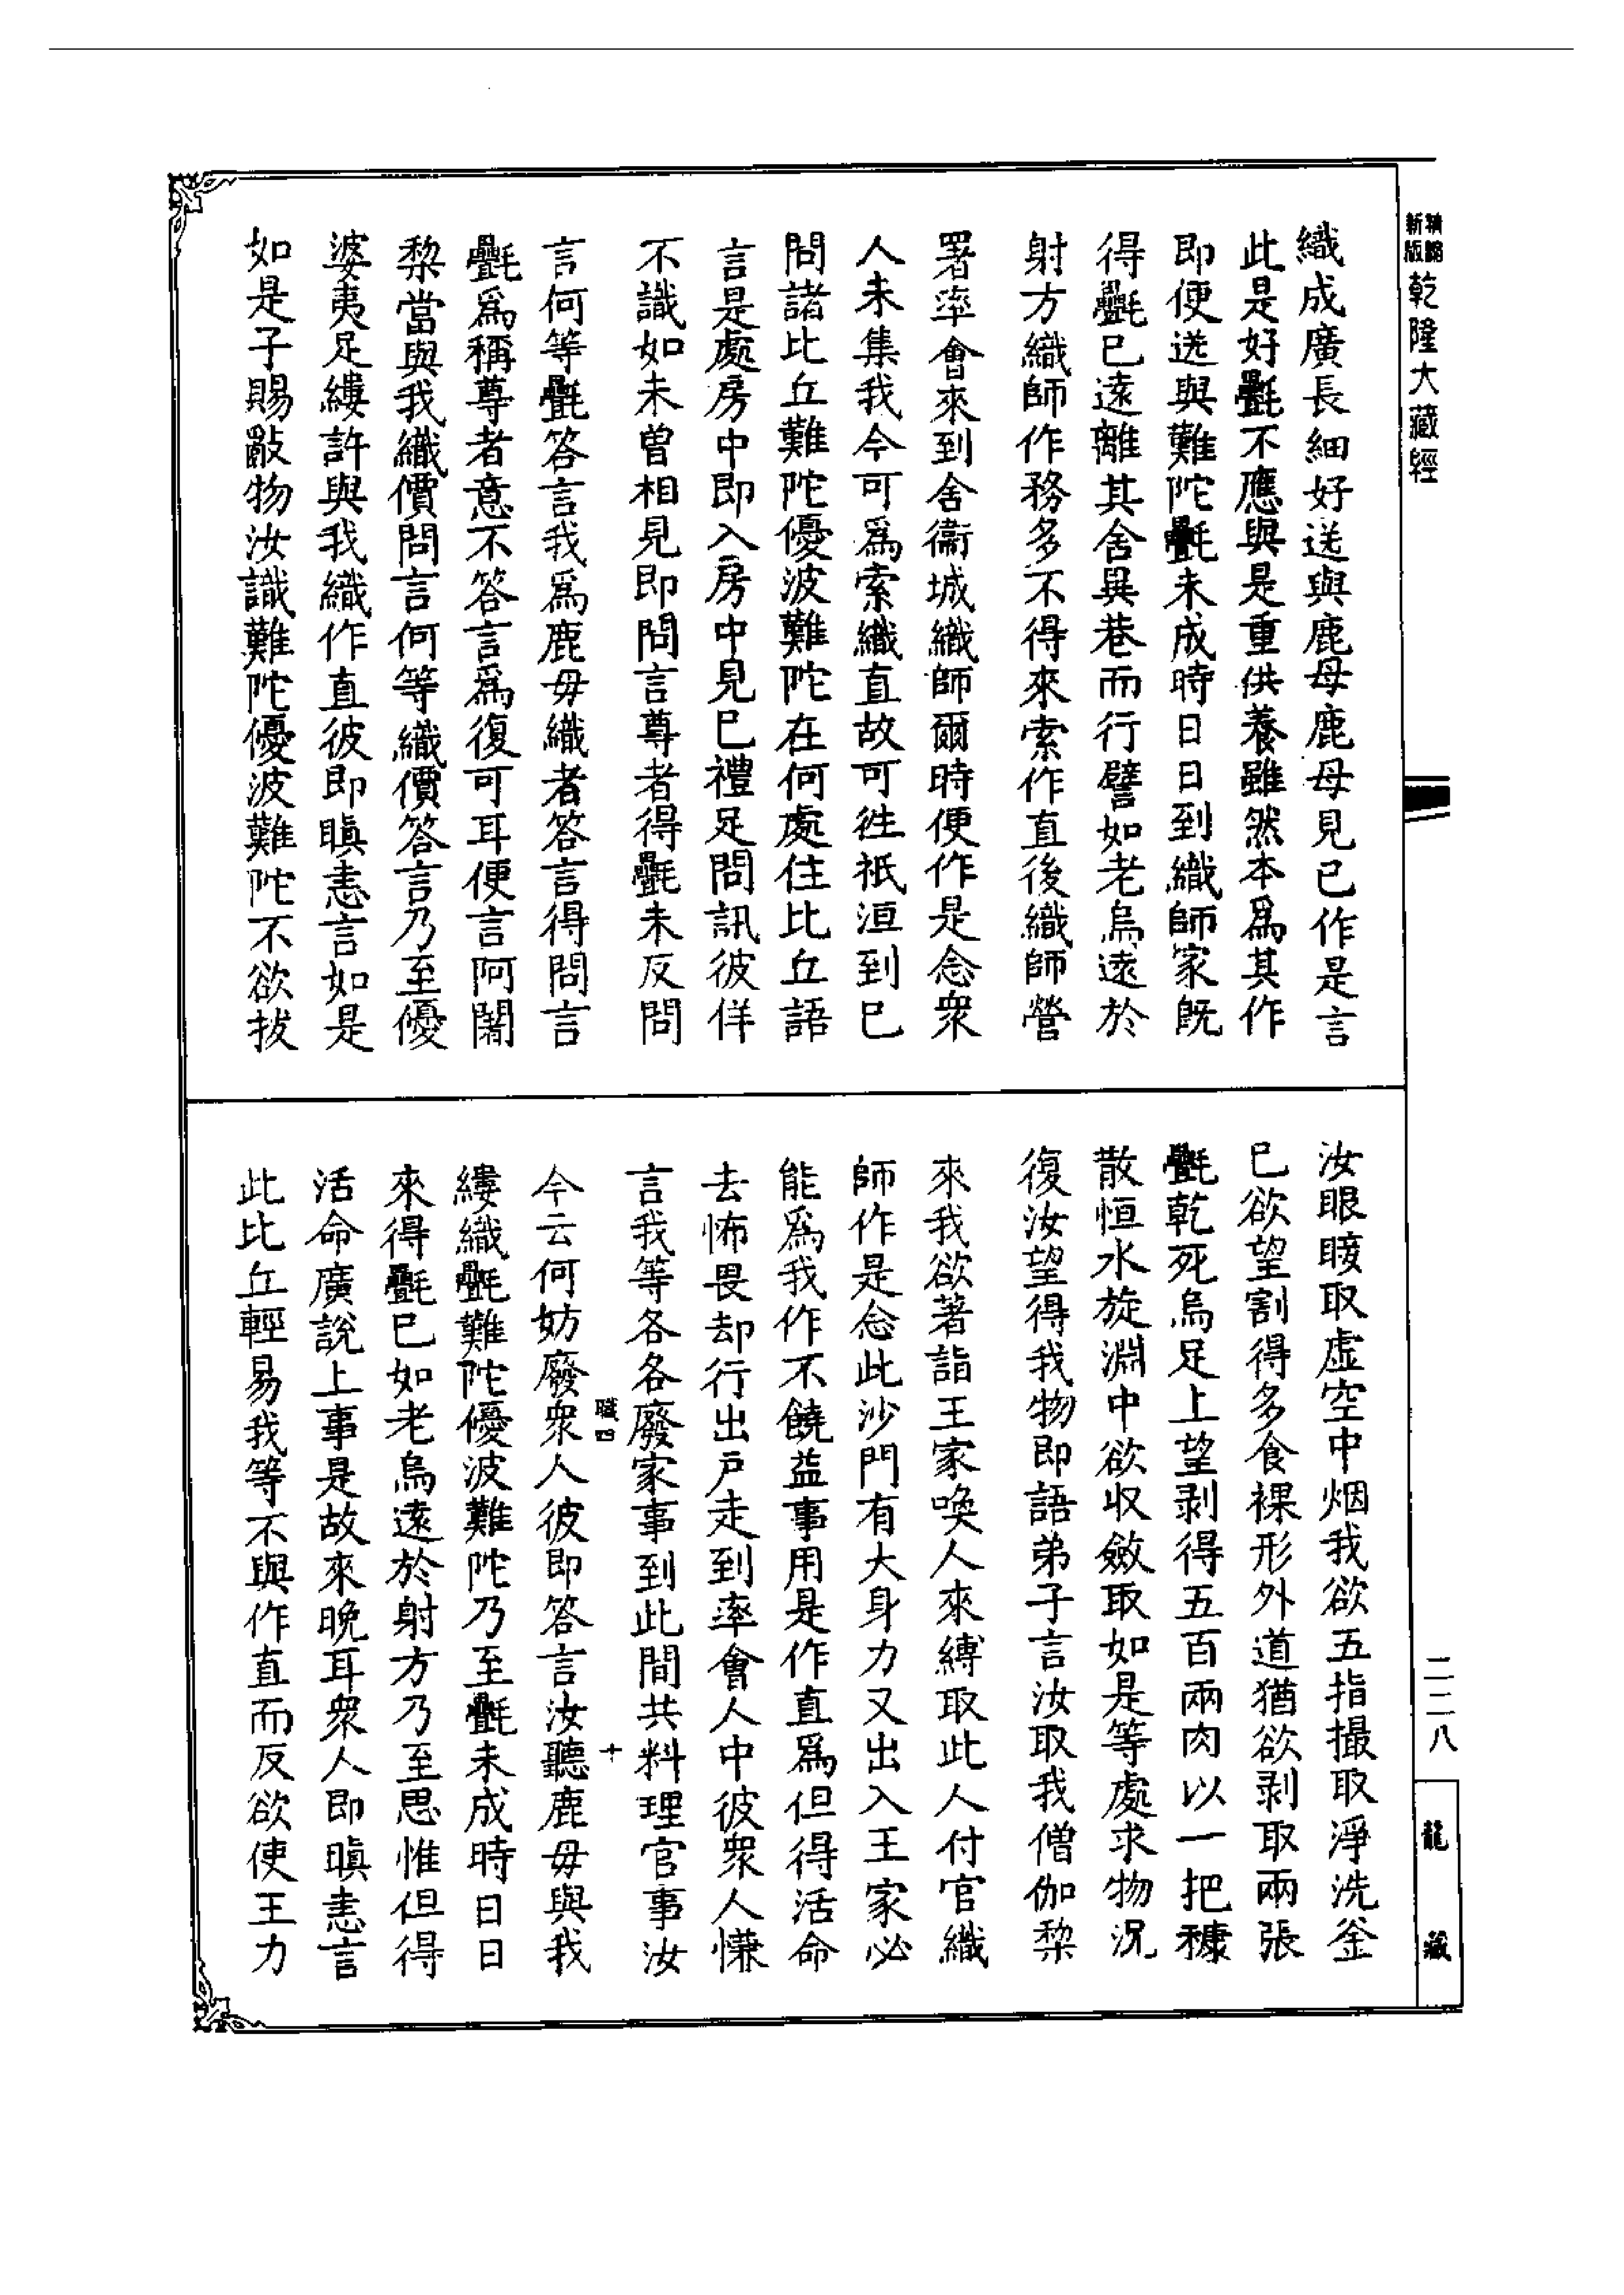 新版精縮乾隆大藏經
織成廣長細好送與鹿母鹿母見已作是言
此是好㲲不應與是重供養雖然本爲其作
即便送與難陀㲲未成時日日到織師家旣
得㲲已遠離其舍異巷而行譬如老烏遠於
射方織師作務多不得來索作直後織師營
署率會來到舍衞城織師爾時便作是念衆
人未集我今可爲索織直故可徃祇洹到已
問諸比丘難陀優波難陀在何處住比丘語
言是處房中即入房中見已禮足問訊彼佯
不識如未曾相見即問言尊者得㲲未反問
言何等㲲答言我爲鹿毋織者答言得問言
㲲爲稱尊者意不答言爲復可耳便言阿闍
棃當與我織價問言何等織價答言乃至優
婆夷足縷許與我織作直彼即瞋恚言如是
如是子賜㱾物汝識難陀優波難陀不欲拔
汝眼睫取虚空中烟我欲五指撮取淨洗釜
已欲望割得多食裸形外道猶欲剥取兩張
㲲乾死烏足上望剥得五百兩肉以一把穅
散恒水旋淵中欲收斂取如是等處求物況
復汝望得我物即語弟子言汝取我僧伽棃
來我欲著詣王家喚人來縛取此人付官織
師作是念此沙門有大身力又出入王家必
能爲我作不饒益事用是作直爲但得活命
去怖畏却行出戸走到率會人中彼衆人慊
言我等各各廢家事到此間共料理官事汝
職四 十
今云何妨廢衆人彼即答言汝聽鹿毋與我
縷織㲲難陀優波難陀乃至㲲未成時日日
來得㲲已如老烏遠於射方乃至思惟但得
活命廣說上事是故來晚耳衆人即瞋恚言
此比丘輕易我等不與作直而反欲使王力
二二八
龍藏